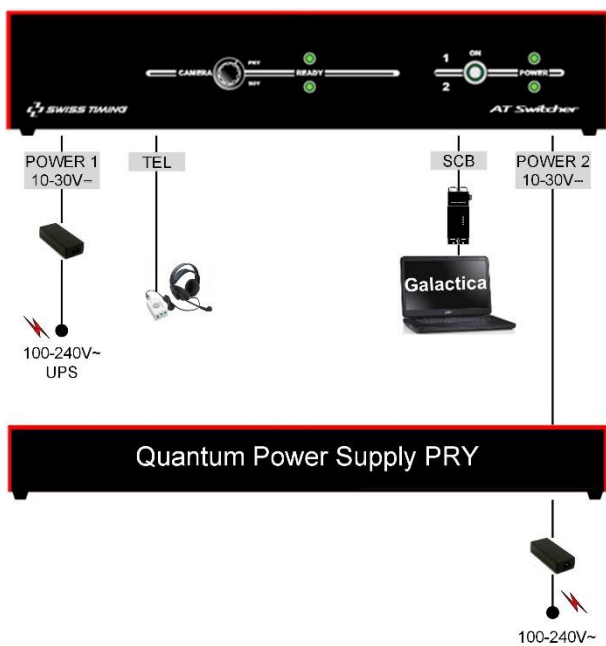 ON
PRY
1
CAMERA
READY
POWER
SDY
2
SWISS TIMING
AT Switcher
POWER 1
10-30V⎓
TEL
SCB
POWER 2
10-30V⎓
Galactica
100-240V~
UPS
Quantum Power Supply PRY
100-240V~